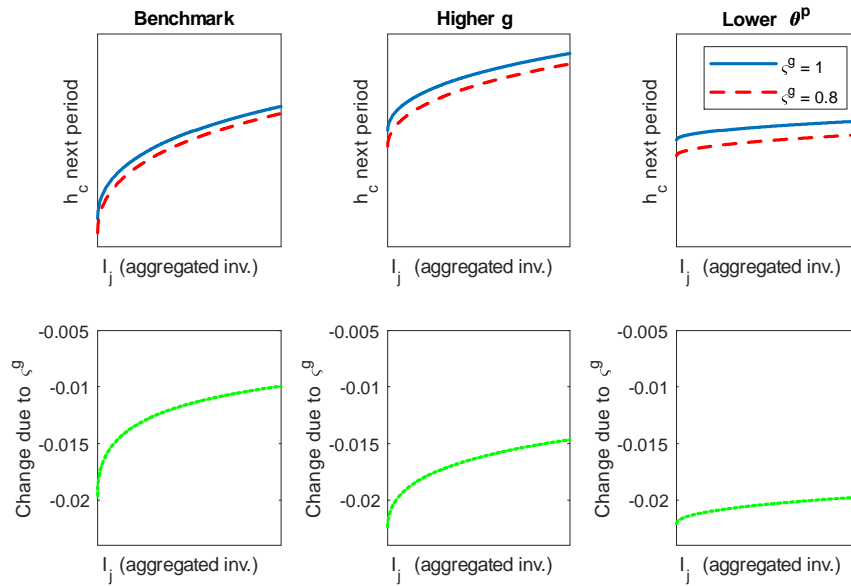 Benchmark
Higher g
Lower θ^p
h_c next period
h_c next period
h_c next period
ς^g = 1
ς^g = 0.8
I_j (aggregated inv.)
I_j (aggregated inv.)
I_j (aggregated inv.)
Change due to ς^g
-0.005
-0.01
-0.015
-0.02
Change due to ς^g
-0.005
-0.01
-0.015
-0.02
Change due to ς^g
-0.005
-0.01
-0.015
-0.02
I_j (aggregated inv.)
I_j (aggregated inv.)
I_j (aggregated inv.)